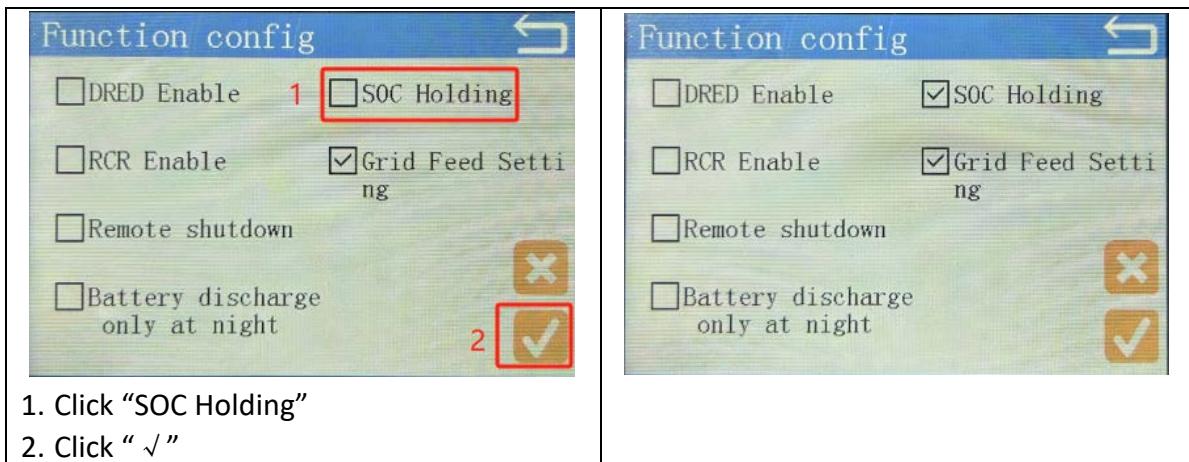 Function config
DRED Enable
1
SOC Holding
RCR Enable
Grid Feed Setti
ng
Remote shutdown
Battery discharge
only at night
2
1. Click “SOC Holding”
2. Click “ √ ”
Function config
DRED Enable
SOC Holding
RCR Enable
Grid Feed Setti
ng
Remote shutdown
Battery discharge
only at night